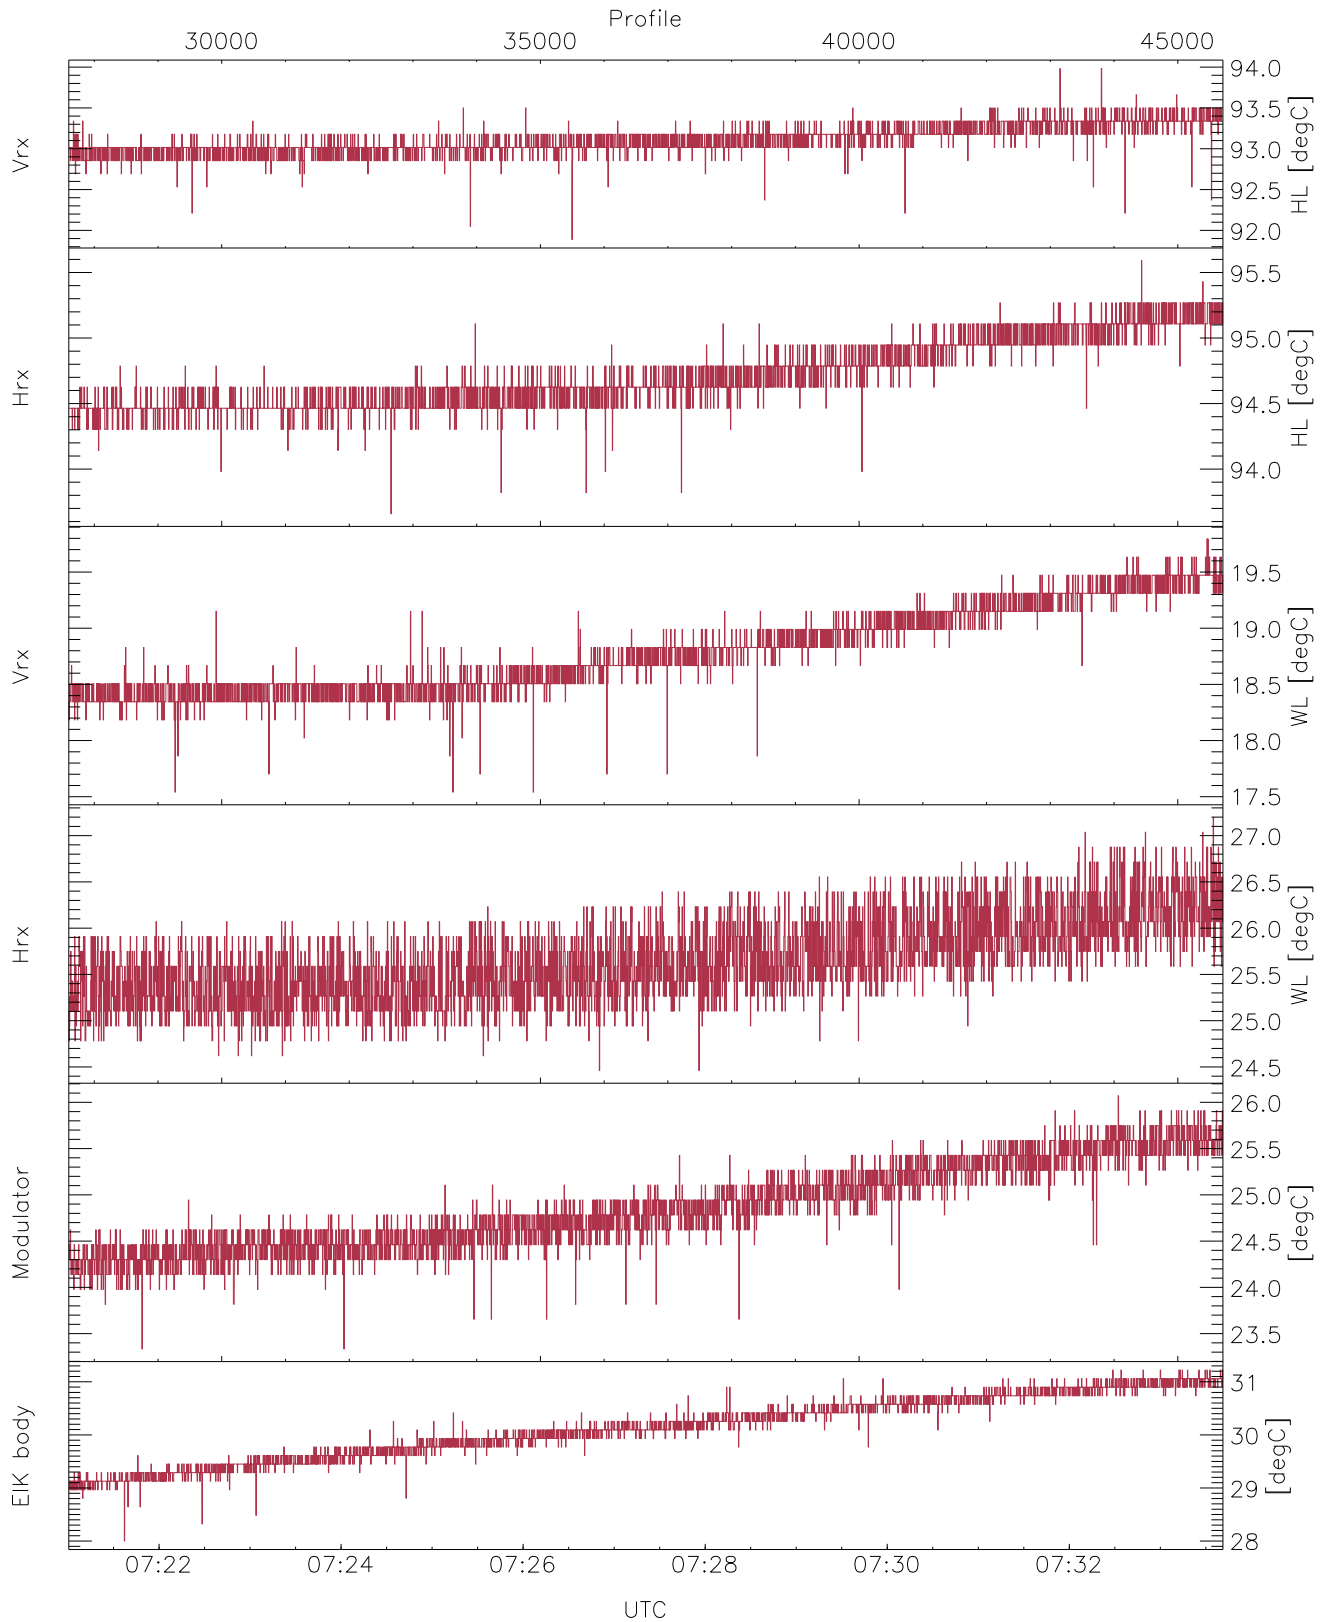 Profile
30000 35000 40000 45000
Vrx
94.0
93.5
93.0
92.5
92.0
HL [degC]
Hrx
95.5
95.0
94.5
94.0
HL [degC]
Vrx
19.5
19.0
18.5
18.0
17.5
WL [degC]
Hrx
27.0
26.5
26.0
25.5
25.0
24.5
WL [degC]
Modulator
26.0
25.5
25.0
24.5
24.0
23.5
[degC]
EIK body
31
30
29
28
[degC]
07:22 07:24 07:26 07:28 07:30 07:32
UTC